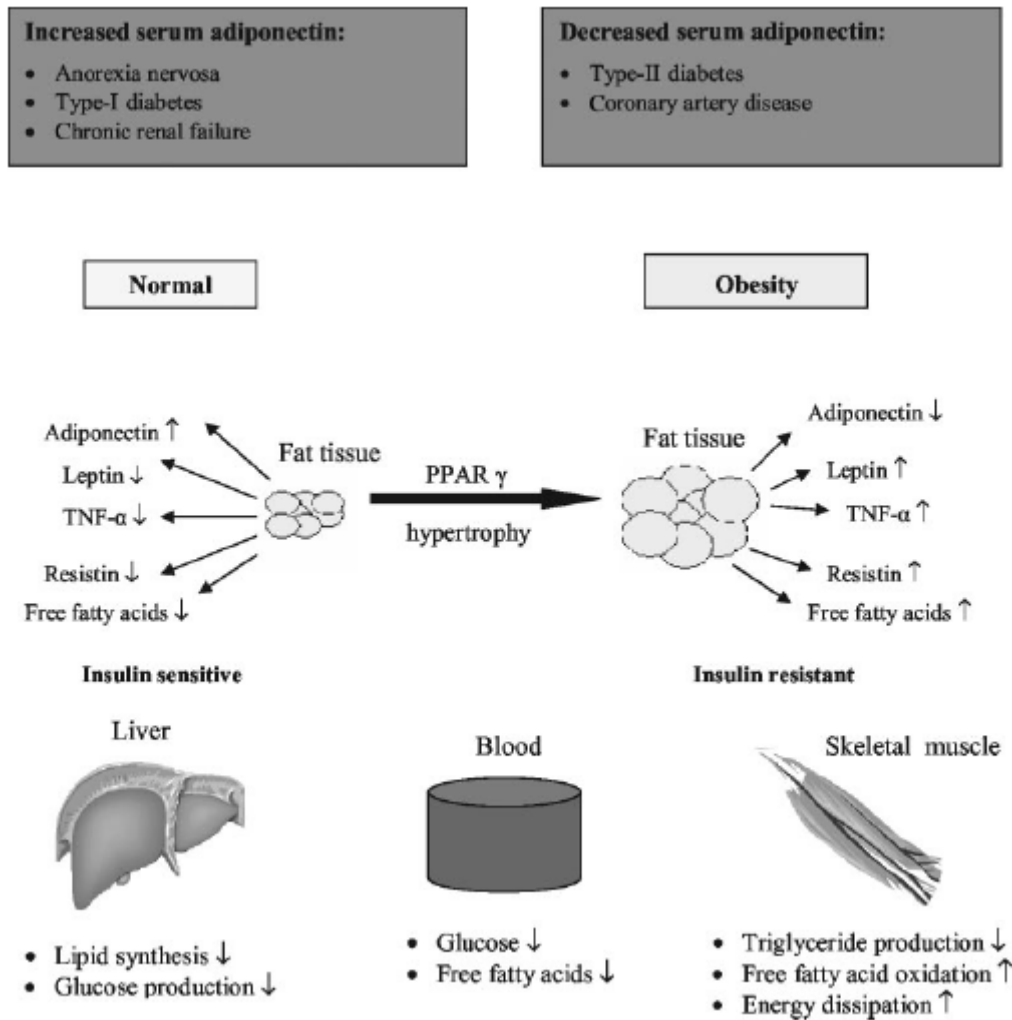 Increased serum adiponectin:
• Anorexia nervosa
• Type-I diabetes
• Chronic renal failure
Decreased serum adiponectin:
• Type-II diabetes
• Coronary artery disease
Normal
Obesity
Adiponectin ↑
Leptin ↓
TNF-α ↓
Resistin ↓
Free fatty acids ↓
Fat tissue
PPAR γ
hypertrophy
Fat tissue
Adiponectin ↓
Leptin ↑
TNF-α ↑
Resistin ↑
Free fatty acids ↑
Insulin sensitive
Insulin resistant
Liver
• Lipid synthesis ↓
• Glucose production ↓
Blood
• Glucose ↓
• Free fatty acids ↓
Skeletal muscle
• Triglyceride production ↓
• Free fatty acid oxidation ↑
• Energy dissipation ↑